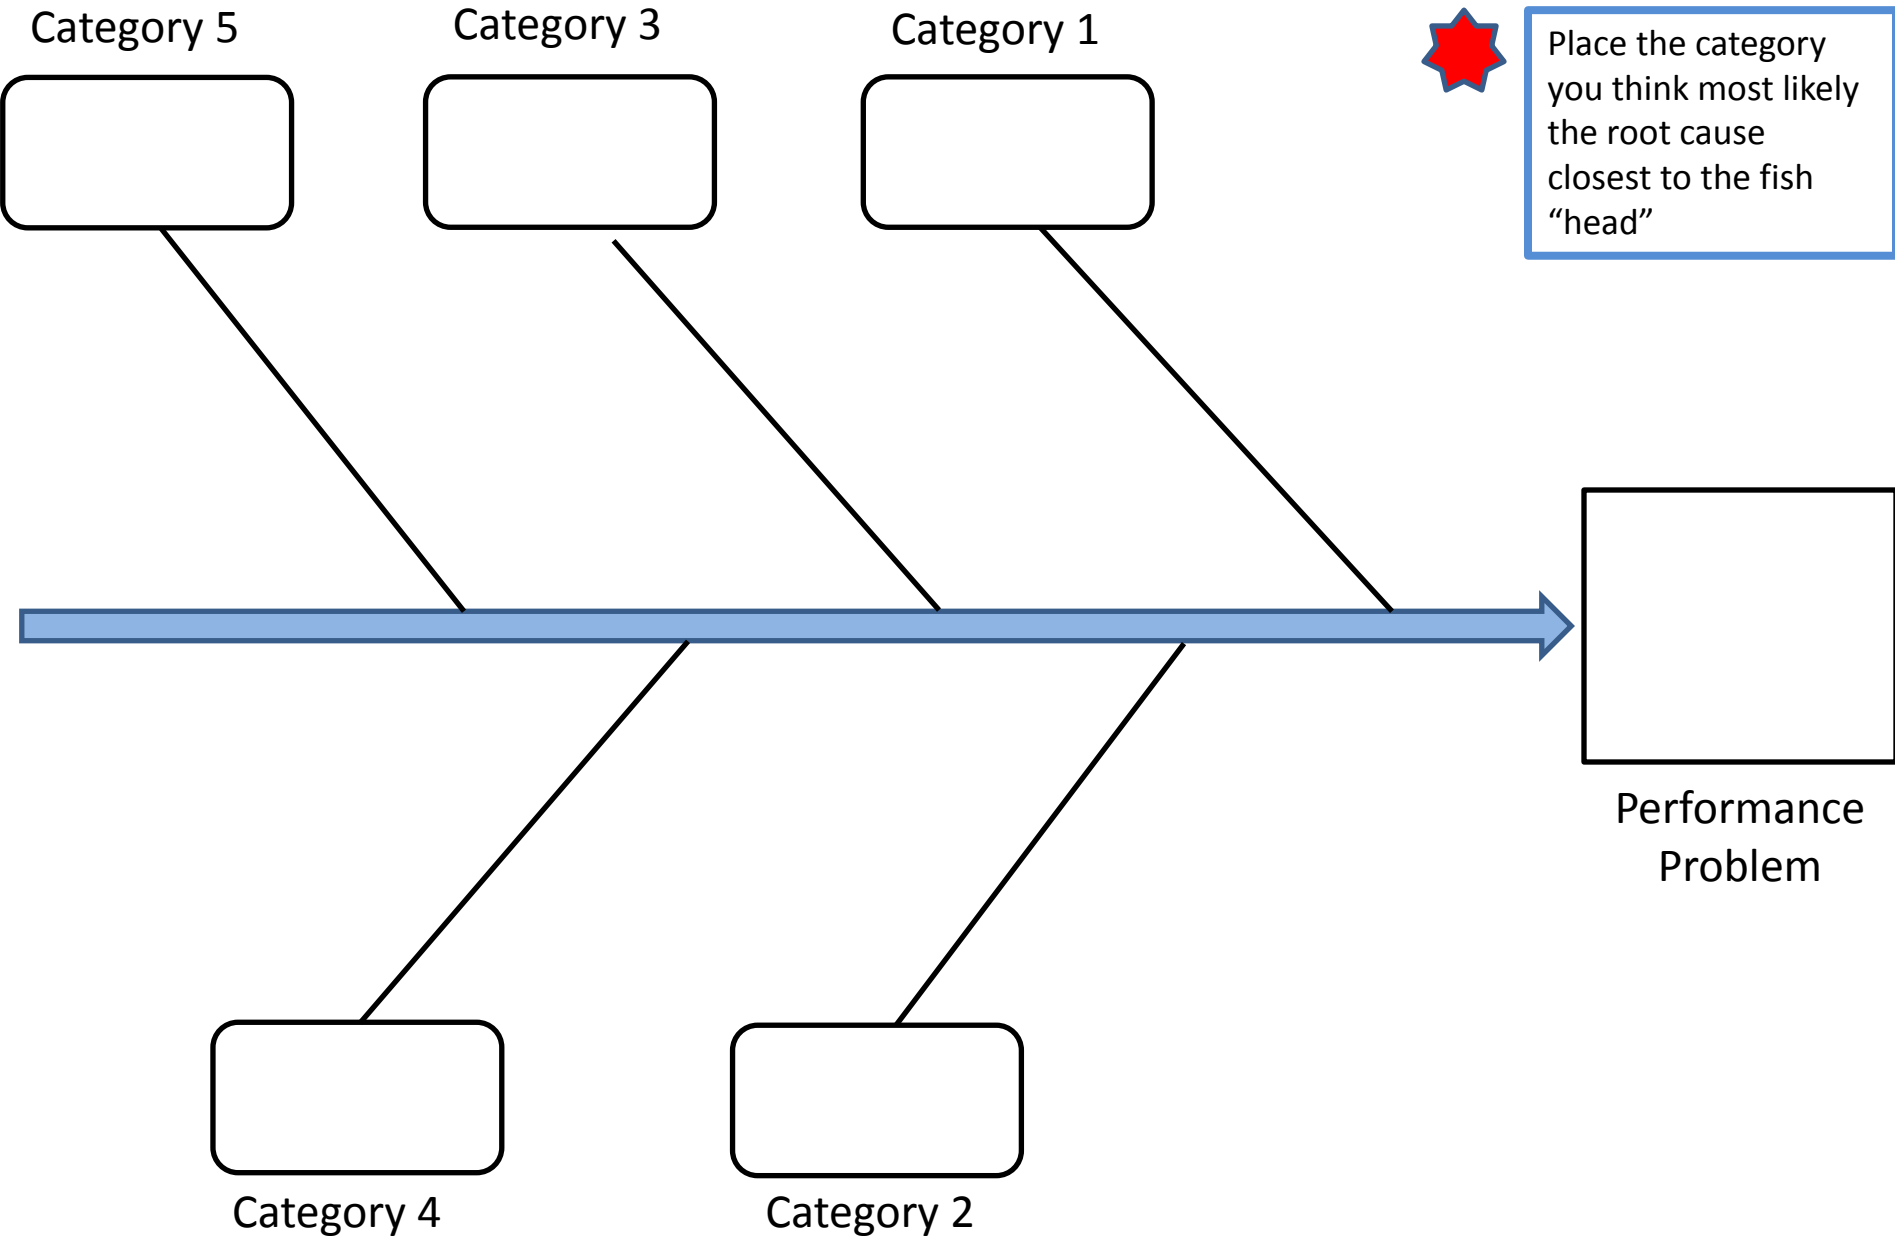 Category 5
Category 3
Category 1
Place the category
you think most likely
the root cause
closest to the fish
“head”
Performance
Problem
Category 4
Category 2